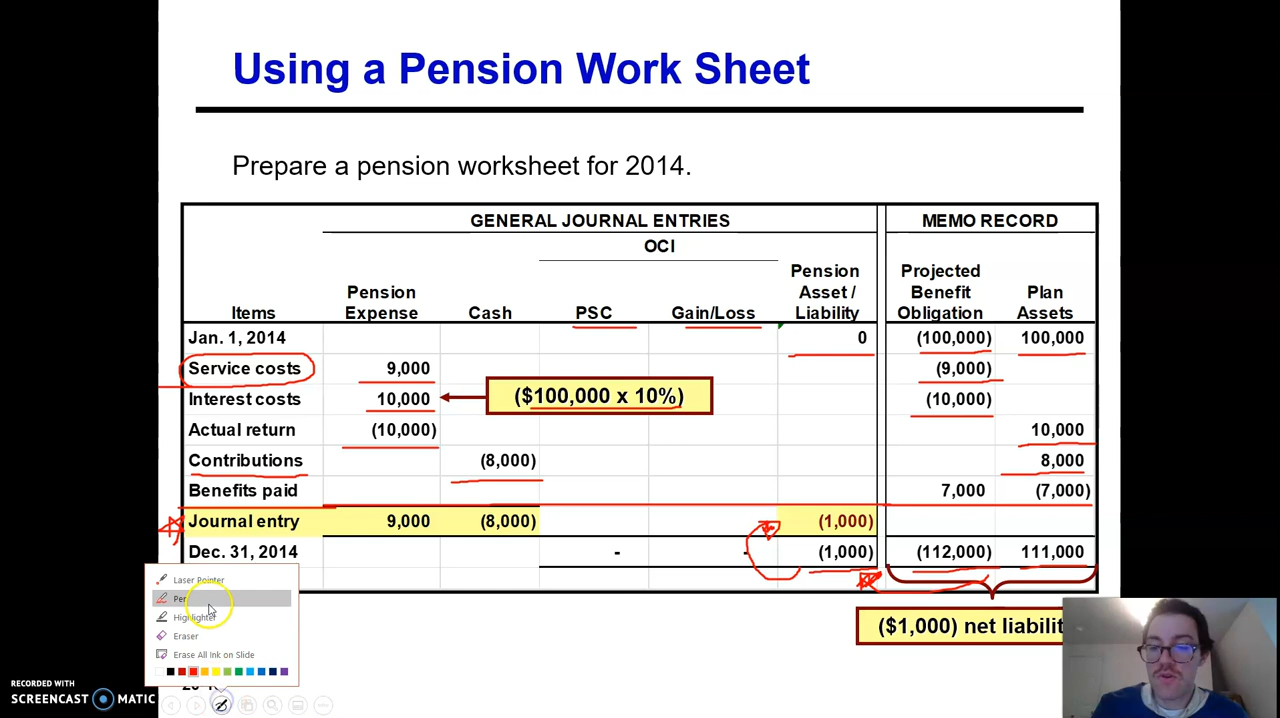 Using a Pension Work Sheet
Prepare a pension worksheet for 2014.
GENERAL JOURNAL ENTRIES MEMO RECORD
OCI
Items Pension Expense Cash PSC Gain/Loss Pension Asset / Liability Projected Benefit Obligation Plan Assets
Jan. 1, 2014 0 (100,000) 100,000
Service costs 9,000 (9,000)
Interest costs 10,000 ($100,000 x 10%) (10,000)
Actual return (10,000) 10,000
Contributions (8,000) 8,000
Benefits paid 7,000 (7,000)
Journal entry 9,000 (8,000) (1,000)
Dec. 31, 2014 - - (1,000) (112,000) 111,000
($1,000) net liabilit
Laser Pointer
Pen
Highlighter
Eraser
Erase All Ink on Slide
RECORDED WITH
SCREENCAST MATIC